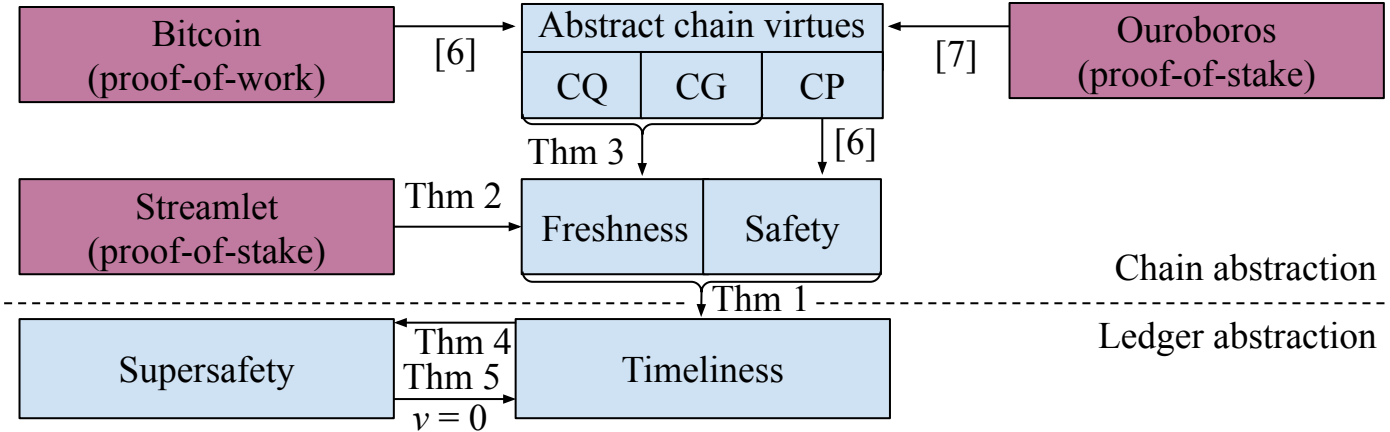 Bitcoin
(proof-of-work)
[6]
Abstract chain virtues
CQ
CG
CP
[7]
Ouroboros
(proof-of-stake)
Thm 3
[6]
Streamlet
(proof-of-stake)
Thm 2
Freshness
Safety
Chain abstraction
Thm 1
Ledger abstraction
Supersafety
Thm 4
Thm 5
v = 0
Timeliness